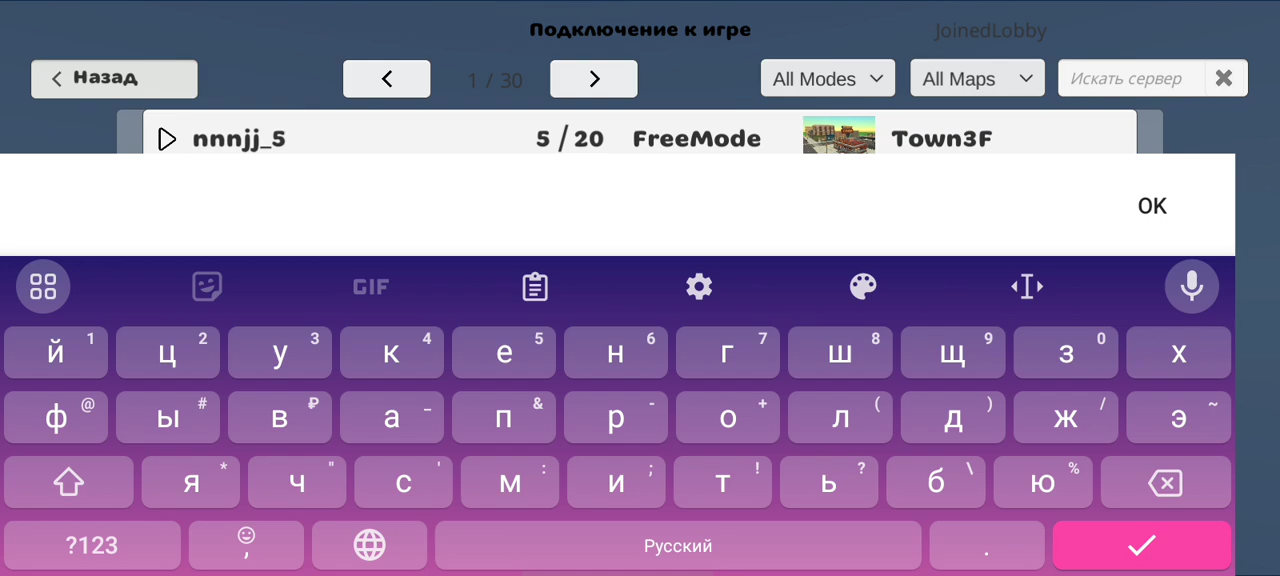 Подключение к игре
JoinedLobby
Назад
1 / 30
All Modes
All Maps
Искать сервер
nnnjj_5 5 / 20 FreeMode Town3F
OK
GIF
й 1 ц 2 у 3 к 4 е 5 н 6 г 7 ш 8 щ 9 з 0 х
ф @ ы # в ₽ а _ п & р - о + л ( д ) ж / э ~
я * ч " с ' м : и ; т ! ь ? б \ ю %
?123 , Русский .